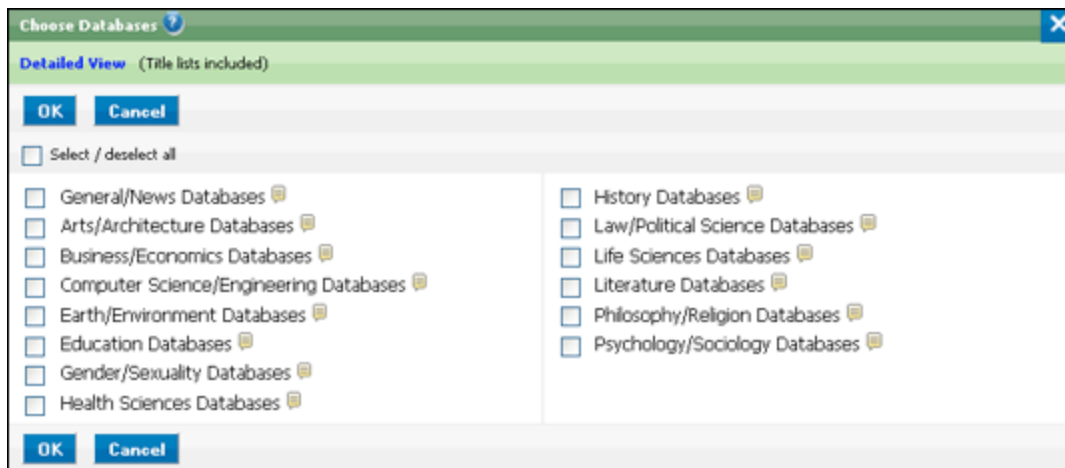 Choose Databases ?
Detailed View (Title lists included)
OK Cancel
Select / deselect all
General/News Databases
Arts/Architecture Databases
Business/Economics Databases
Computer Science/Engineering Databases
Earth/Environment Databases
Education Databases
Gender/Sexuality Databases
Health Sciences Databases
History Databases
Law/Political Science Databases
Life Sciences Databases
Literature Databases
Philosophy/Religion Databases
Psychology/Sociology Databases
OK Cancel